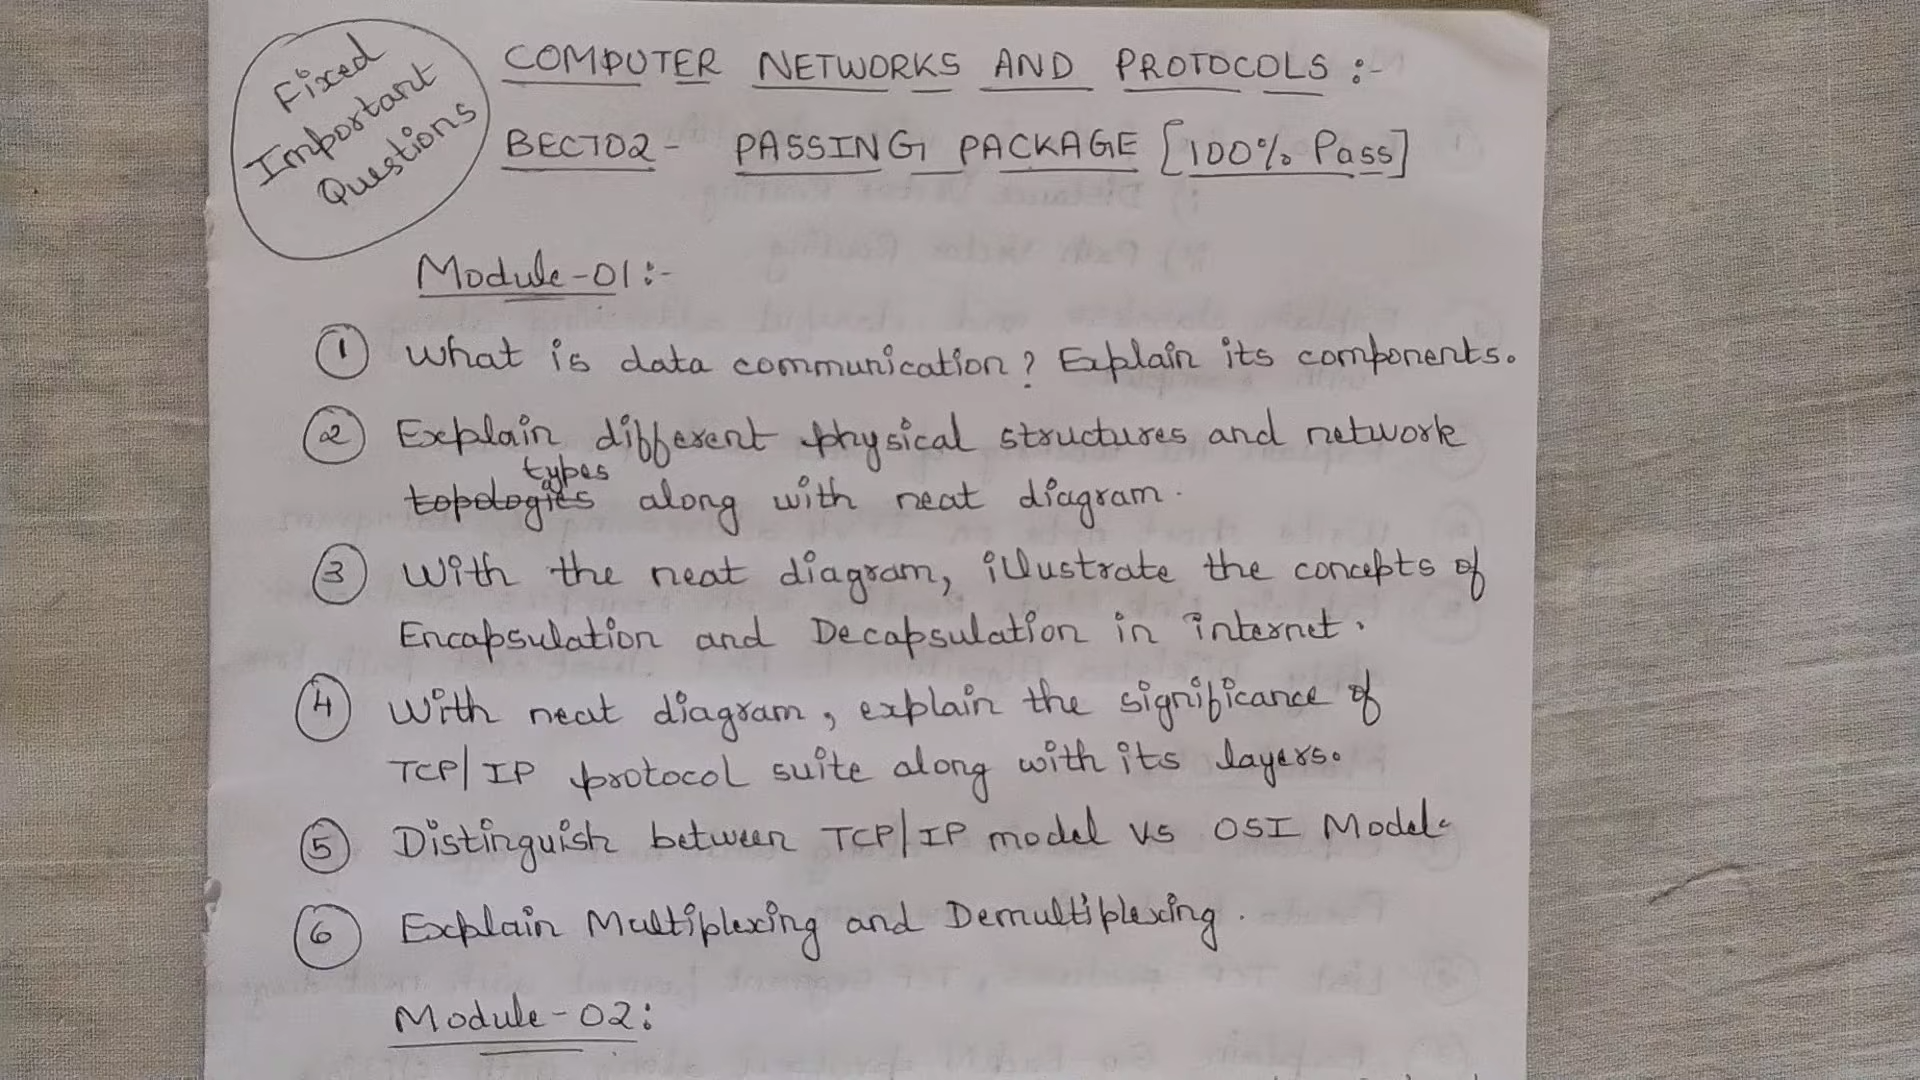 Fixed
Important
Questions
COMPUTER NETWORKS AND PROTOCOLS :-
BEC702 - PASSING PACKAGE [100% Pass]
Module-01:-
1 What is data communication? Explain its components.
2 Explain different physical structures and network
types
topologies along with neat diagram.
3 With the neat diagram, illustrate the concepts of
Encapsulation and Decapsulation in internet.
4 With neat diagram, explain the significance of
TCP/IP protocol suite along with its layers.
5 Distinguish between TCP/IP model vs OSI Model.
6 Explain Multiplexing and Demultiplexing.
Module-02: